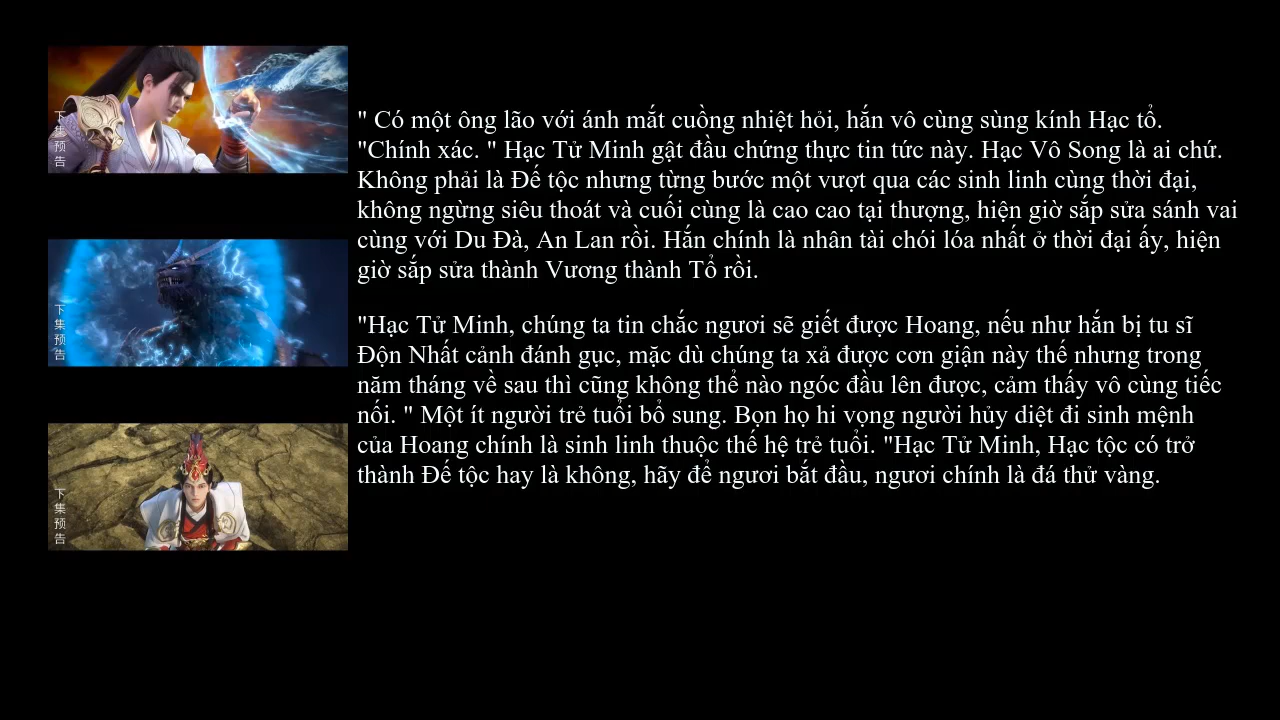 下集预告
" Có một ông lão với ánh mắt cuồng nhiệt hỏi, hắn vô cùng sùng kính Hạc tổ.
"Chính xác. " Hạc Tử Minh gật đầu chứng thực tin tức này. Hạc Vô Song là ai chứ.
Không phải là Đế tộc nhưng từng bước một vượt qua các sinh linh cùng thời đại,
không ngừng siêu thoát và cuối cùng là cao cao tại thượng, hiện giờ sắp sửa sánh vai
cùng với Du Đà, An Lan rồi. Hắn chính là nhân tài chói lóa nhất ở thời đại ấy, hiện
giờ sắp sửa thành Vương thành Tổ rồi.
下集预告
"Hạc Tử Minh, chúng ta tin chắc ngươi sẽ giết được Hoang, nếu như hắn bị tu sĩ
Độn Nhất cảnh đánh gục, mặc dù chúng ta xả được cơn giận này thế nhưng trong
năm tháng về sau thì cũng không thể nào ngóc đầu lên được, cảm thấy vô cùng tiếc
nối. " Một ít người trẻ tuổi bổ sung. Bọn họ hi vọng người hủy diệt đi sinh mệnh
của Hoang chính là sinh linh thuộc thế hệ trẻ tuổi. "Hạc Tử Minh, Hạc tộc có trở
thành Đế tộc hay là không, hãy để ngươi bắt đầu, ngươi chính là đá thử vàng.
下集预告